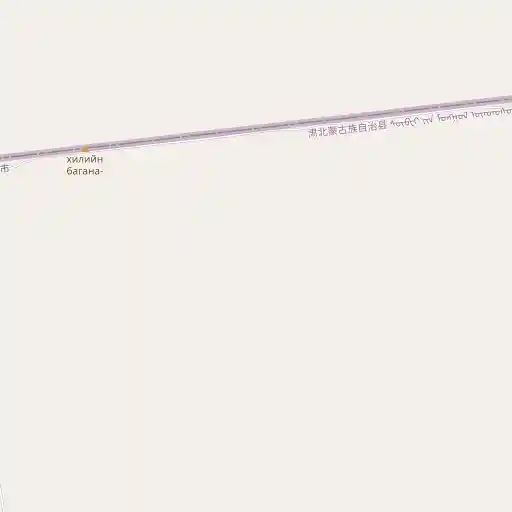 肃北蒙古族自治县
хилийн
багана-
市